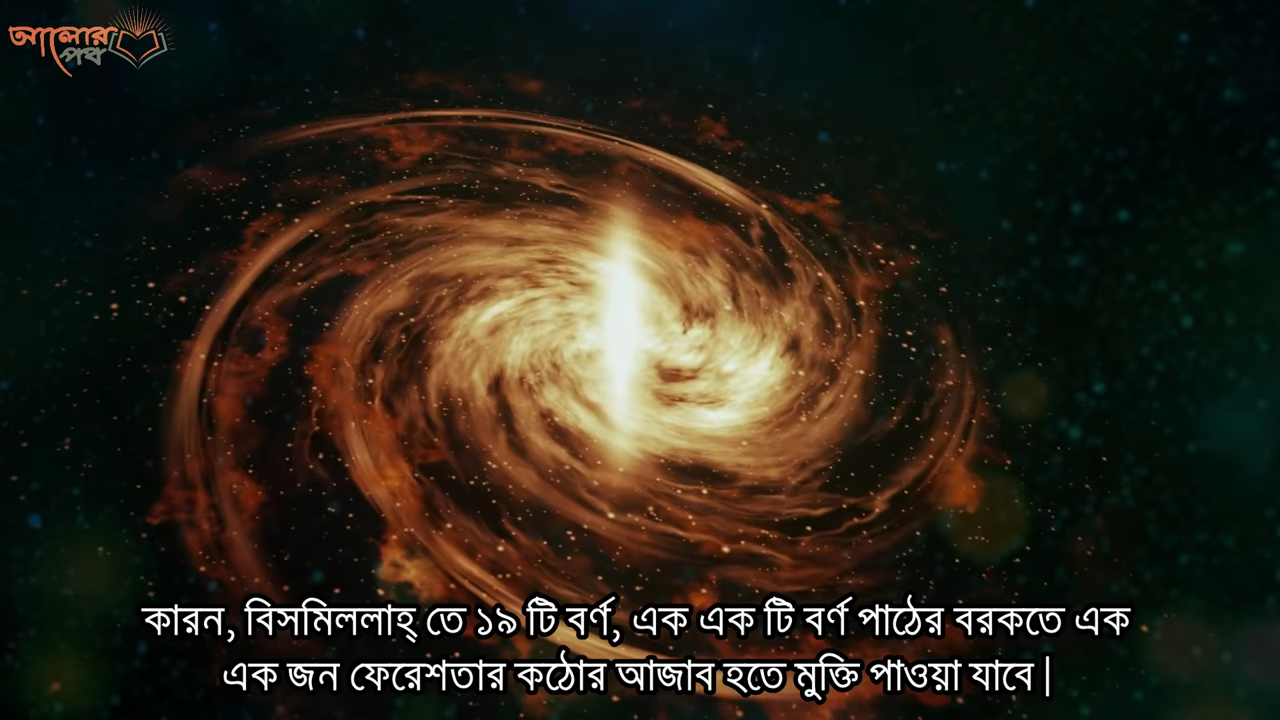 আলোর
পথ
কারন, বিসমিললাহ্ তে ১৯ টি বর্ণ, এক এক টি বর্ণ পাঠের বরকতে এক
এক জন ফেরেশতার কঠোর আজাব হতে মুক্তি পাওয়া যাবে |